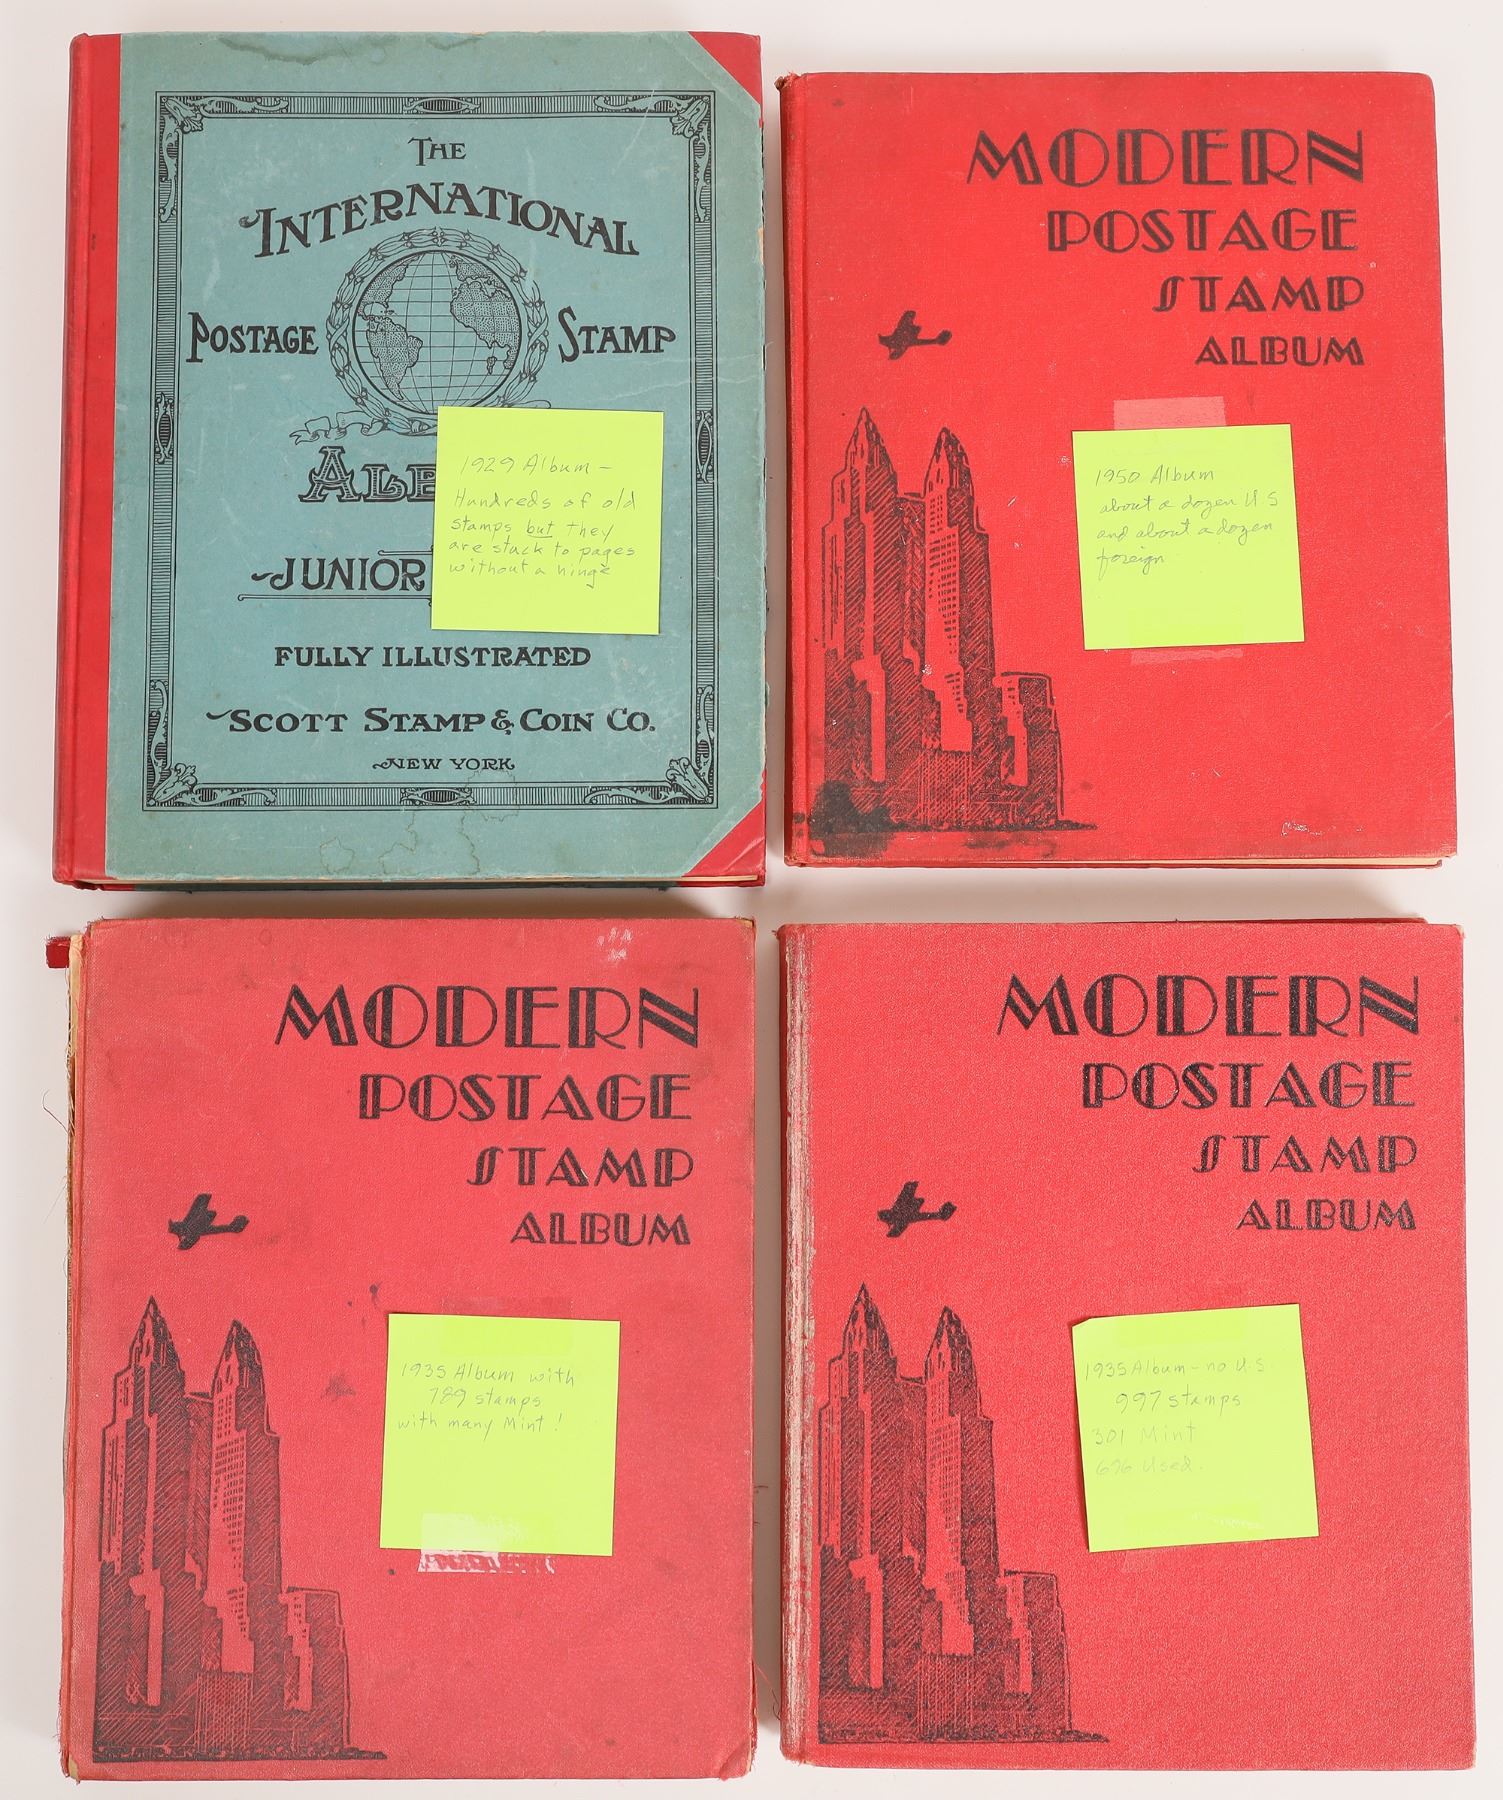 THE
INTERNATIONAL
POSTAGE STAMP
ALB
JUNIOR
FULLY ILLUSTRATED
SCOTT STAMP & COIN CO.
NEW YORK
1929 Album -
Hundreds of old
stamps but they
are stuck to pages
without a hinge
MODERN
POSTAGE
STAMP
ALBUM
1950 Album
about a dozen U S
and about a dozen
foreign
MODERN
POSTAGE
STAMP
ALBUM
1935 Album with
789 stamps
with many Mint!
MODERN
POSTAGE
STAMP
ALBUM
1935 Album - no U.S.
997 stamps
301 Mint
696 Used.